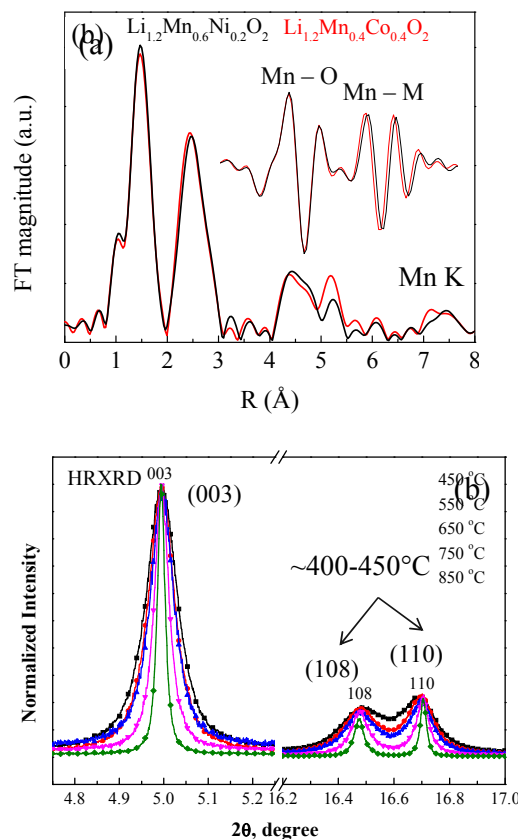 (b)
(a)
Li1.2Mn0.6Ni0.2O2 Li1.2Mn0.4Co0.4O2
Mn – O Mn – M
FT magnitude (a.u.)
Mn K
0 1 2 3 4 5 6 7 8
R (Å)
HRXRD 003
(003)
450 °C
(b)
550 °C
650 °C
750 °C
850 °C
~400-450°C
(108) (110)
108 110
Normalized Intensity
4.8 4.9 5.0 5.1 5.2 16.2 16.4 16.6 16.8 17.0
2θ, degree